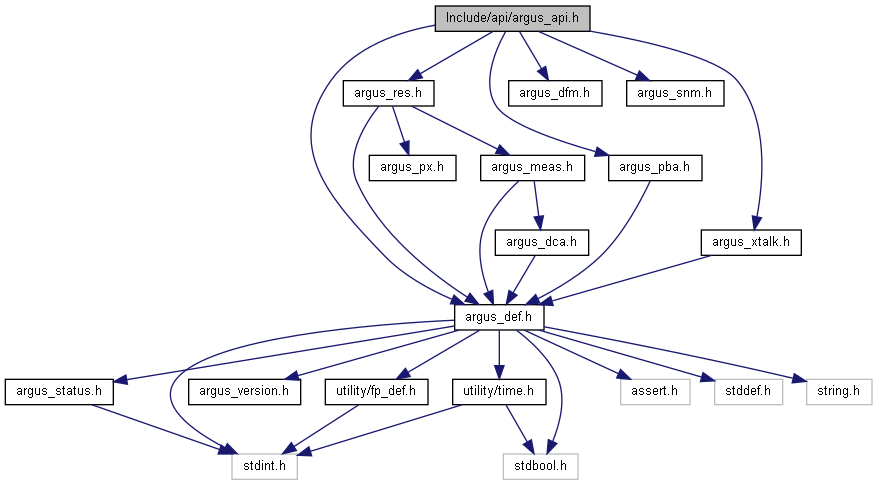 Include/api/argus_api.h
argus_res.h
argus_dfm.h
argus_snm.h
argus_px.h
argus_meas.h
argus_pba.h
argus_dca.h
argus_xtalk.h
argus_def.h
argus_status.h
argus_version.h
utility/fp_def.h
utility/time.h
assert.h
stddef.h
string.h
stdint.h
stdbool.h